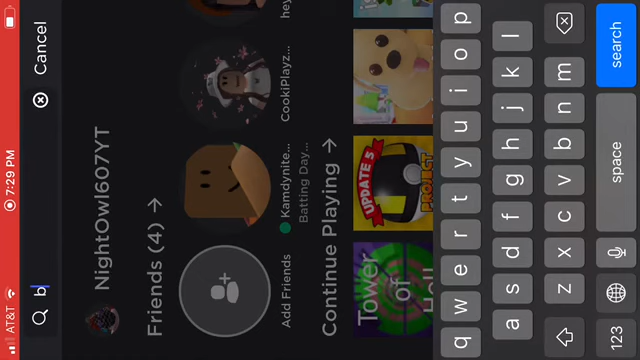 AT&T 7:29 PM
b Cancel
NightOwl607YT
Friends (4) →
Add Friends
Kamdynite...
Batting Day...
CookiPlayz...
hey
Continue Playing →
Tower
of
Hell
UPDATE 5
PROJECT
q w e r t y u i o p
a s d f g h j k l
z x c v b n m
123 space search